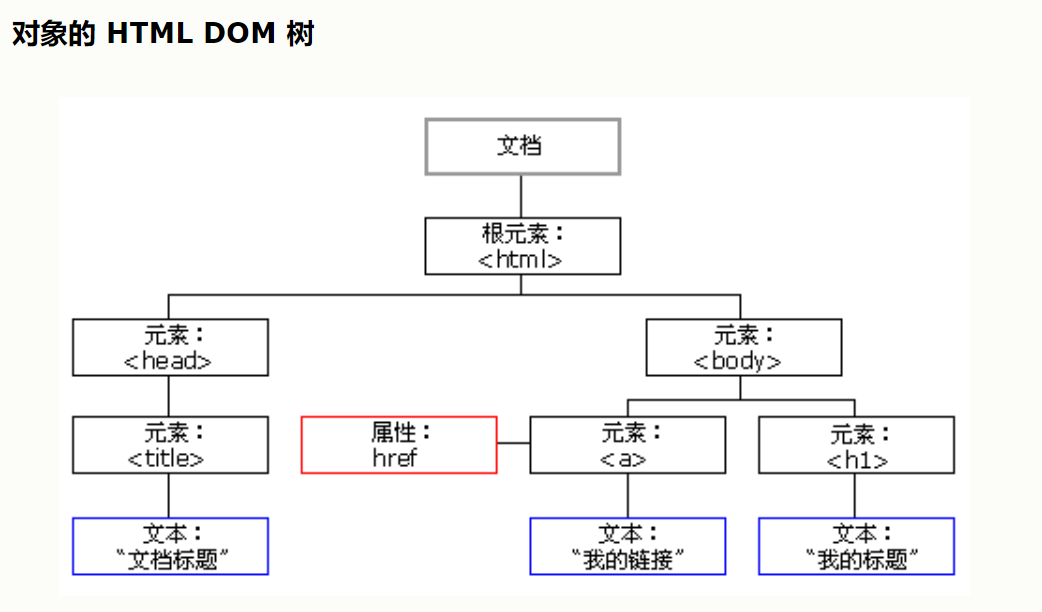 对象的 HTML DOM 树
文档
根元素：
<html>
元素：
<head>
元素：
<body>
元素：
<title>
属性：
href
元素：
<a>
元素：
<h1>
文本：
“文档标题”
文本：
“我的链接”
文本：
“我的标题”